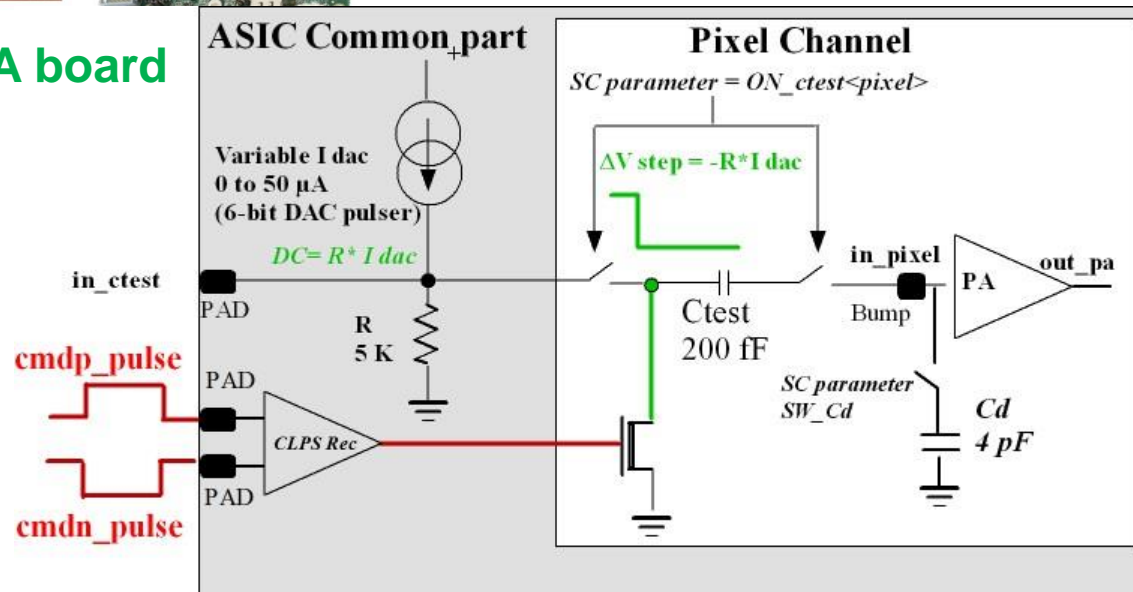 A board
ASIC Common part
+
Pixel Channel
SC parameter = ON_ctest<pixel>
Variable I dac
0 to 50 µA
(6-bit DAC pulser)
ΔV step = -R*I dac
DC= R* I dac
in_ctest
PAD
R
5 K
Ctest
200 fF
in_pixel
Bump
PA
out_pa
cmdp_pulse
PAD
CLPS Rec
PAD
cmdn_pulse
SC parameter
SW_Cd
Cd
4 pF